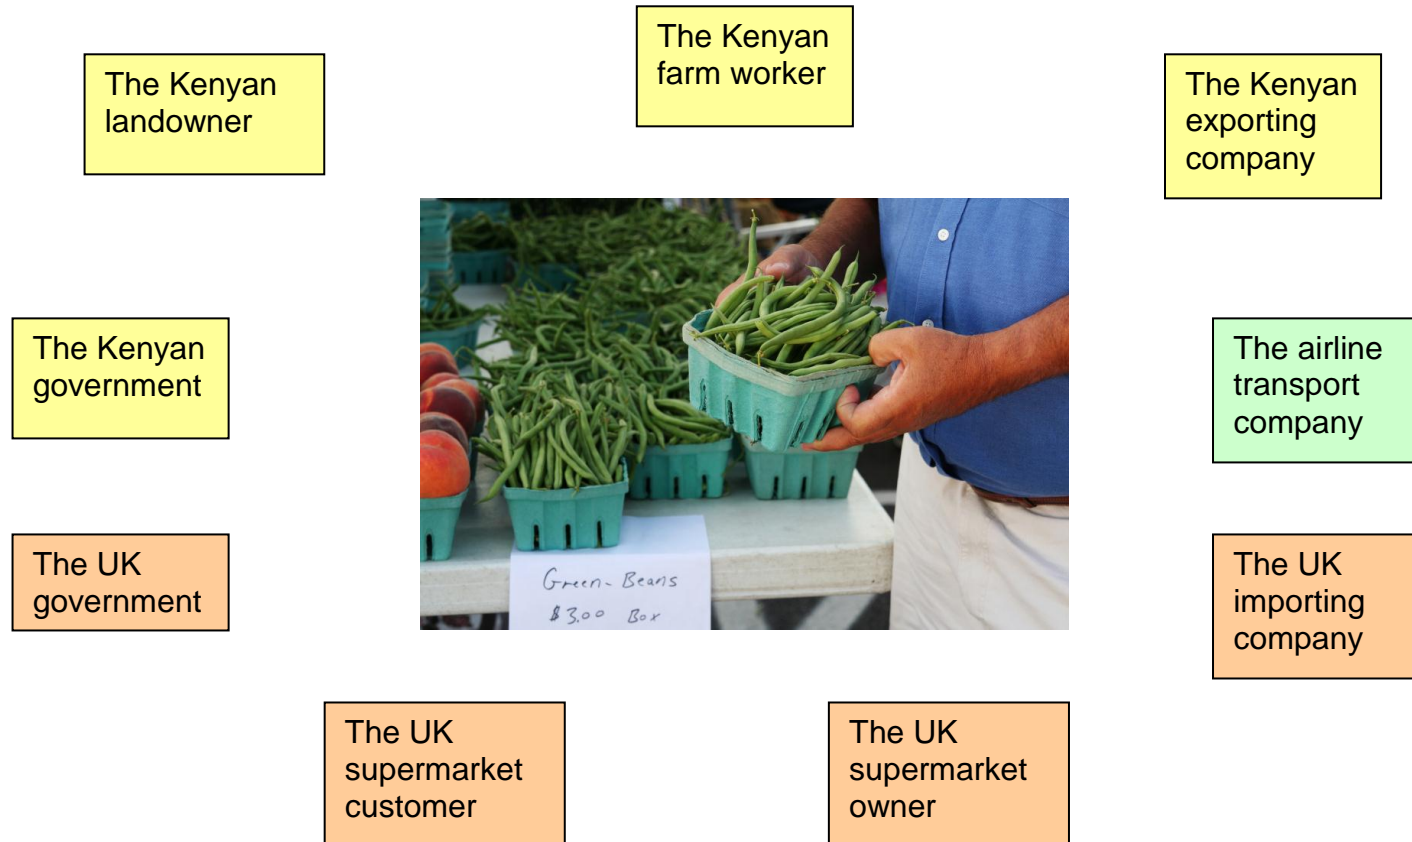 The Kenyan
farm worker
The Kenyan
landowner
The Kenyan
exporting
company
The Kenyan
government
The airline
transport
company
The UK
government
The UK
importing
company
Green-Beans
$3.00 Box
The UK
supermarket
customer
The UK
supermarket
owner